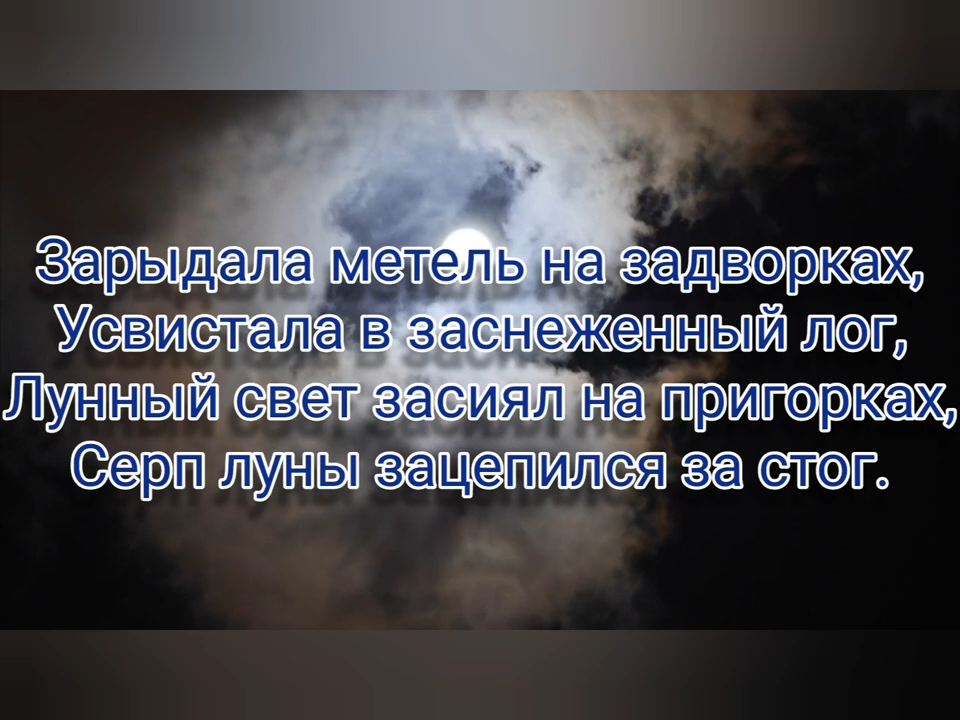 Зарыдала метель на задворках,
Усвистала в заснеженный лог,
Лунный свет засиял на пригорках,
Серп луны зацепился за стог.